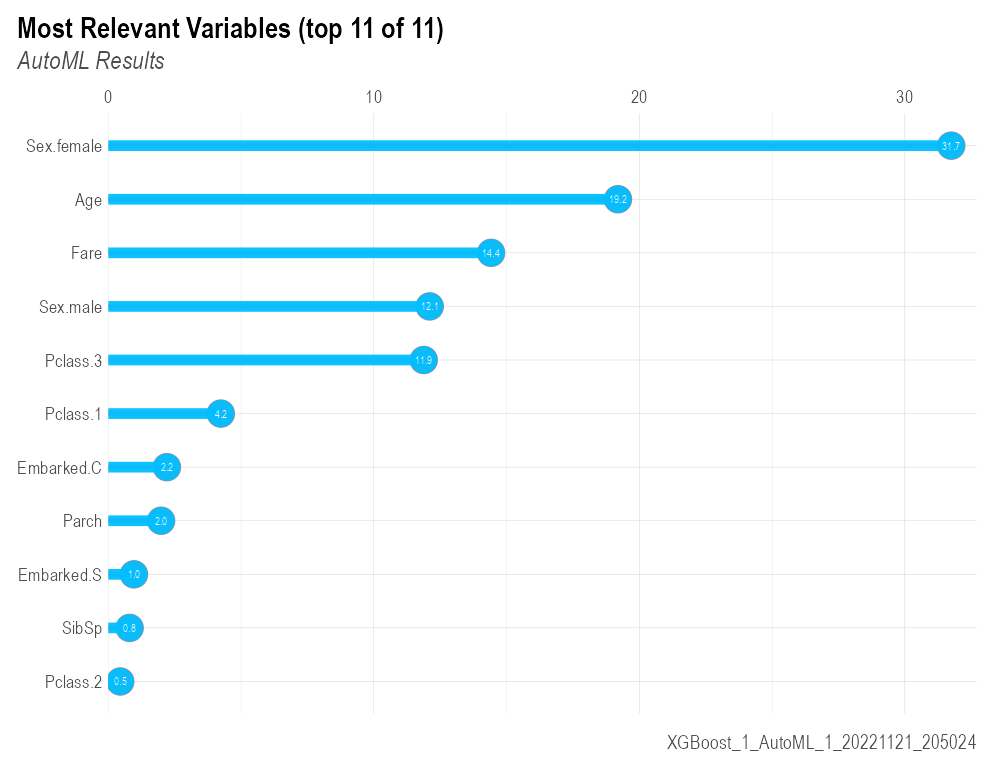 Most Relevant Variables (top 11 of 11)
AutoML Results
0 10 20 30
Sex.female 31.7
Age 19.2
Fare 14.4
Sex.male 12.1
Pclass.3 11.9
Pclass.1 4.2
Embarked.C 2.2
Parch 2.0
Embarked.S 1.0
SibSp 0.8
Pclass.2 0.5
XGBoost_1_AutoML_1_20221121_205024